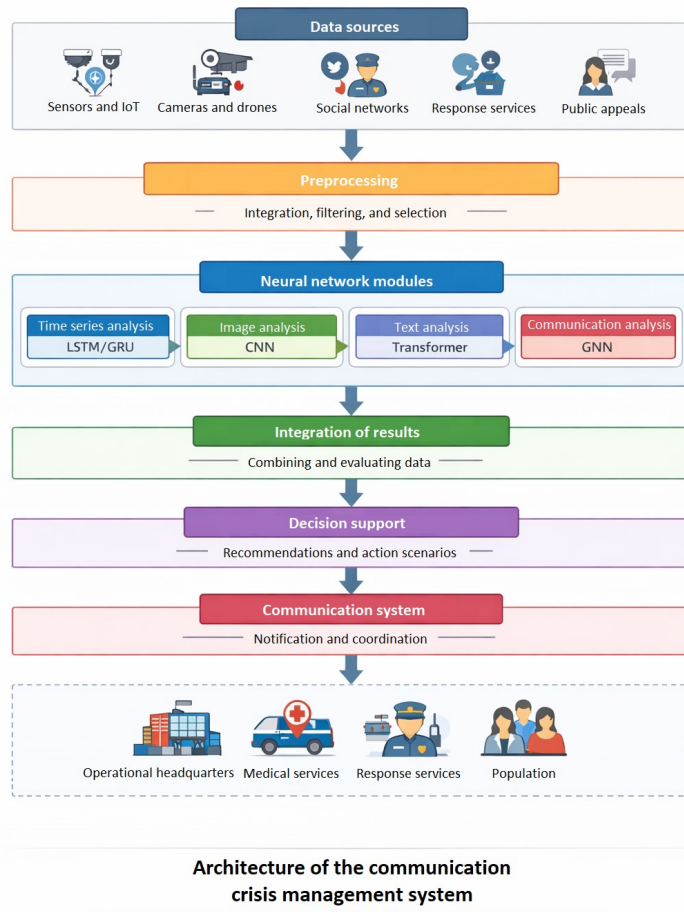 Data sources
Sensors and IoT
Cameras and drones
Social networks
Response services
Public appeals
Preprocessing
Integration, filtering, and selection
Neural network modules
Time series analysis
LSTM/GRU
Image analysis
CNN
Text analysis
Transformer
Communication analysis
GNN
Integration of results
Combining and evaluating data
Decision support
Recommendations and action scenarios
Communication system
Notification and coordination
Operational headquarters
Medical services
Response services
Population
Architecture of the communication
crisis management system